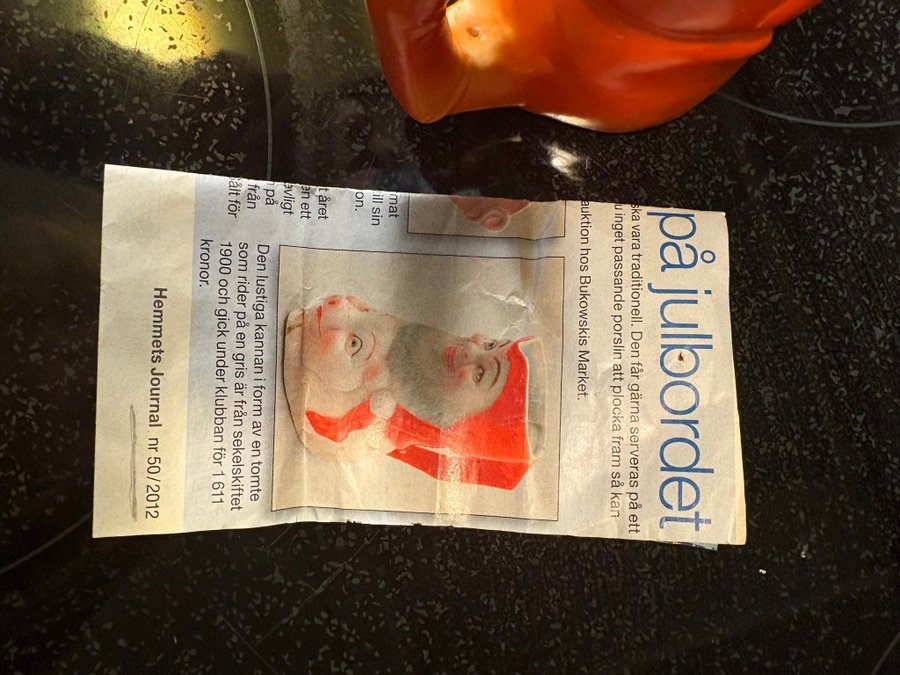 på julbordet
ska vara traditionell. Den får gärna serveras på ett
u inget passande porslin att plocka fram så kan
auktion hos Bukowskis Market.
mat
ill sin
on.
t året
en ett
evligt
på
från
ålt för
Den lustiga kannan i form av en tomte
som rider på en gris är från sekelskiftet
1900 och gick under klubban för 1 611
kronor.
Hemmets Journal nr 50/2012